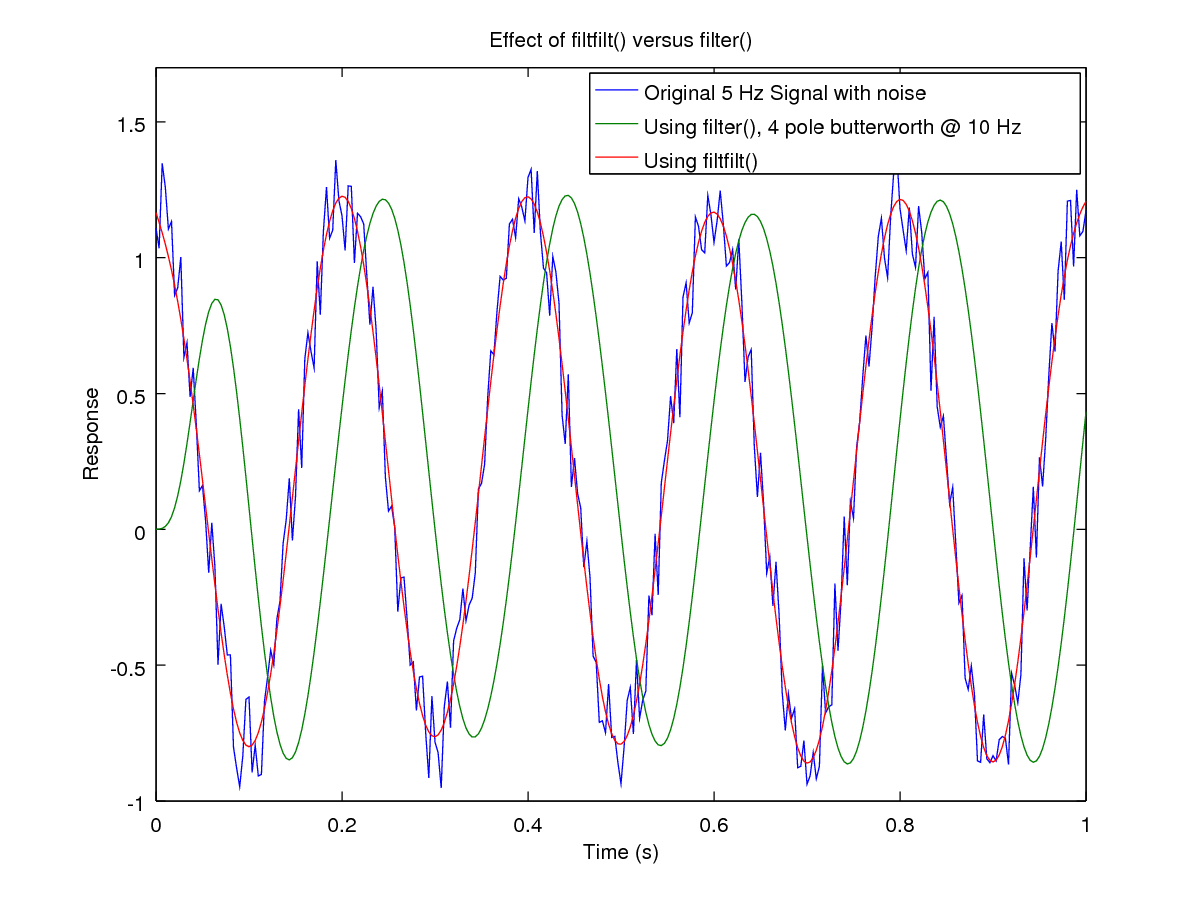 Effect of filtfilt() versus filter()
Original 5 Hz Signal with noise
Using filter(), 4 pole butterworth @ 10 Hz
Using filtfilt()
1.5
1
0.5
0
-0.5
-1
Response
0 0.2 0.4 0.6 0.8 1
Time (s)